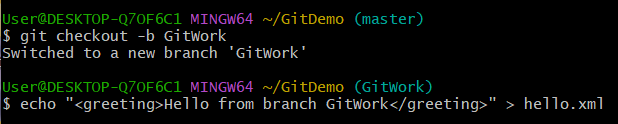 User@DESKTOP-Q7OF6C1 MINGW64 ~/GitDemo (master)
$ git checkout -b GitWork
Switched to a new branch 'GitWork'
User@DESKTOP-Q7OF6C1 MINGW64 ~/GitDemo (GitWork)
$ echo "<greeting>Hello from branch GitWork</greeting>" > hello.xml